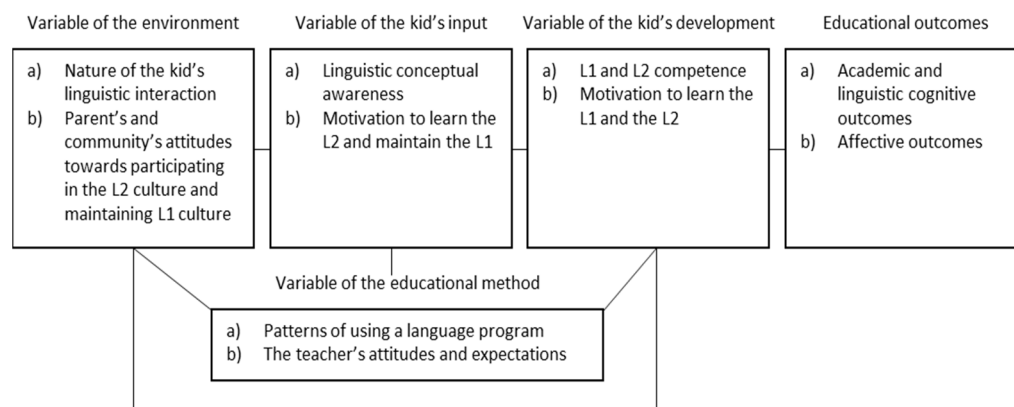 Variable of the environment
a) Nature of the kid's
linguistic interaction
b) Parent's and
community's attitudes
towards participating
in the L2 culture and
maintaining L1 culture
Variable of the kid's input
a) Linguistic conceptual
awareness
b) Motivation to learn the
L2 and maintain the L1
Variable of the kid's development
a) L1 and L2 competence
b) Motivation to learn the
L1 and the L2
Educational outcomes
a) Academic and
linguistic cognitive
outcomes
b) Affective outcomes
Variable of the educational method
a) Patterns of using a language program
b) The teacher's attitudes and expectations